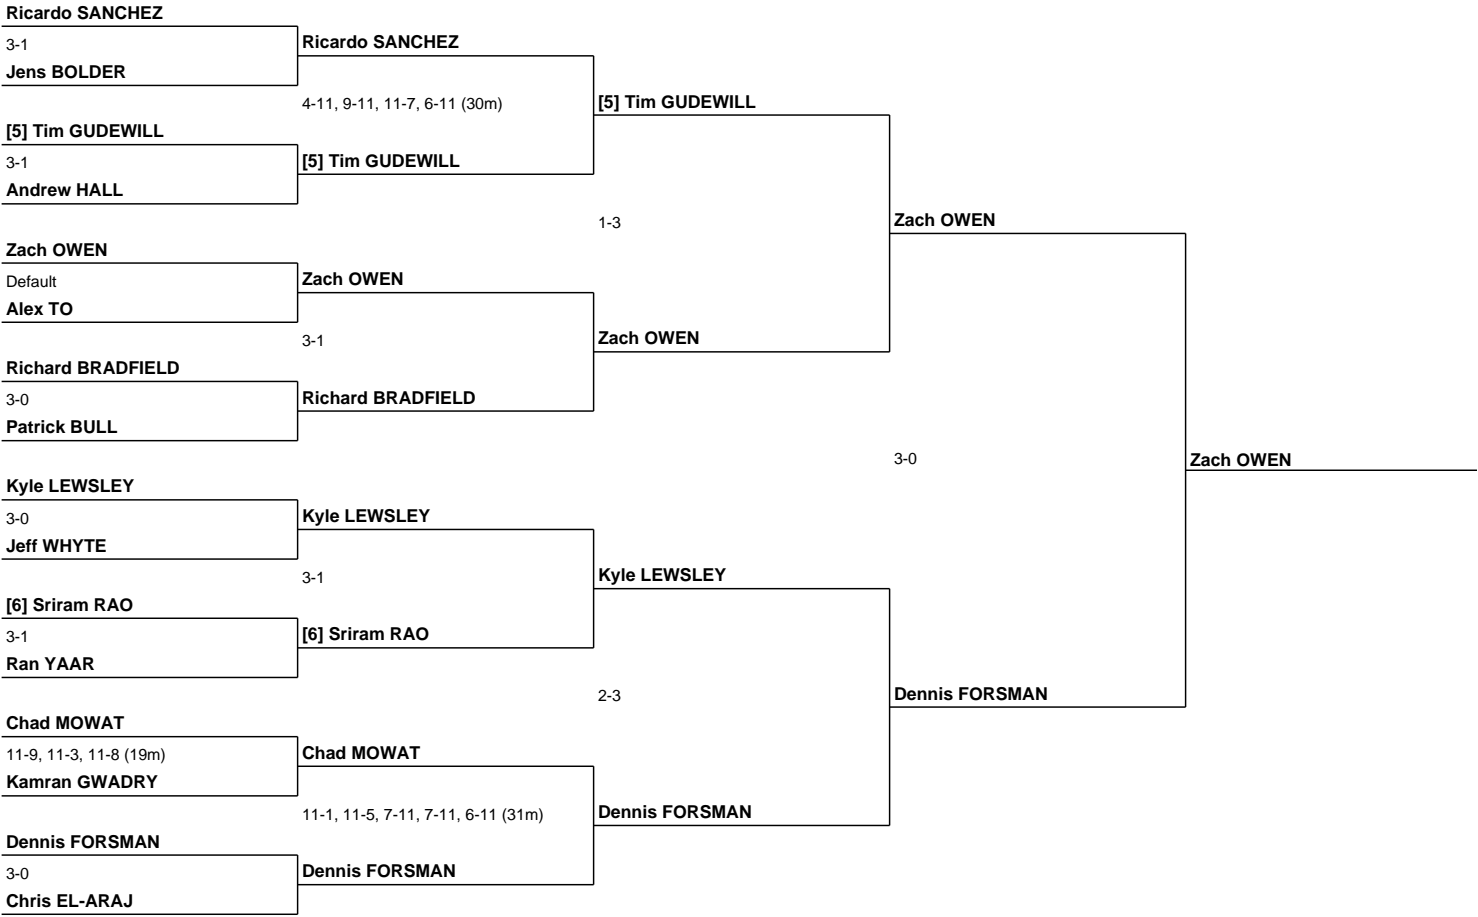 Ricardo SANCHEZ
3-1
Jens BOLDER
[5] Tim GUDEWILL
3-1
Andrew HALL
Zach OWEN
Default
Alex TO
Richard BRADFIELD
3-0
Patrick BULL
Kyle LEWSLEY
3-0
Jeff WHYTE
[6] Sriram RAO
3-1
Ran YAAR
Chad MOWAT
11-9, 11-3, 11-8 (19m)
Kamran GWADRY
Dennis FORSMAN
3-0
Chris EL-ARAJ
Ricardo SANCHEZ
4-11, 9-11, 11-7, 6-11 (30m)
[5] Tim GUDEWILL
Zach OWEN
3-1
Richard BRADFIELD
Kyle LEWSLEY
3-1
[6] Sriram RAO
Chad MOWAT
11-1, 11-5, 7-11, 7-11, 6-11 (31m)
Dennis FORSMAN
[5] Tim GUDEWILL
1-3
Zach OWEN
Kyle LEWSLEY
2-3
Dennis FORSMAN
Zach OWEN
3-0
Dennis FORSMAN
Zach OWEN